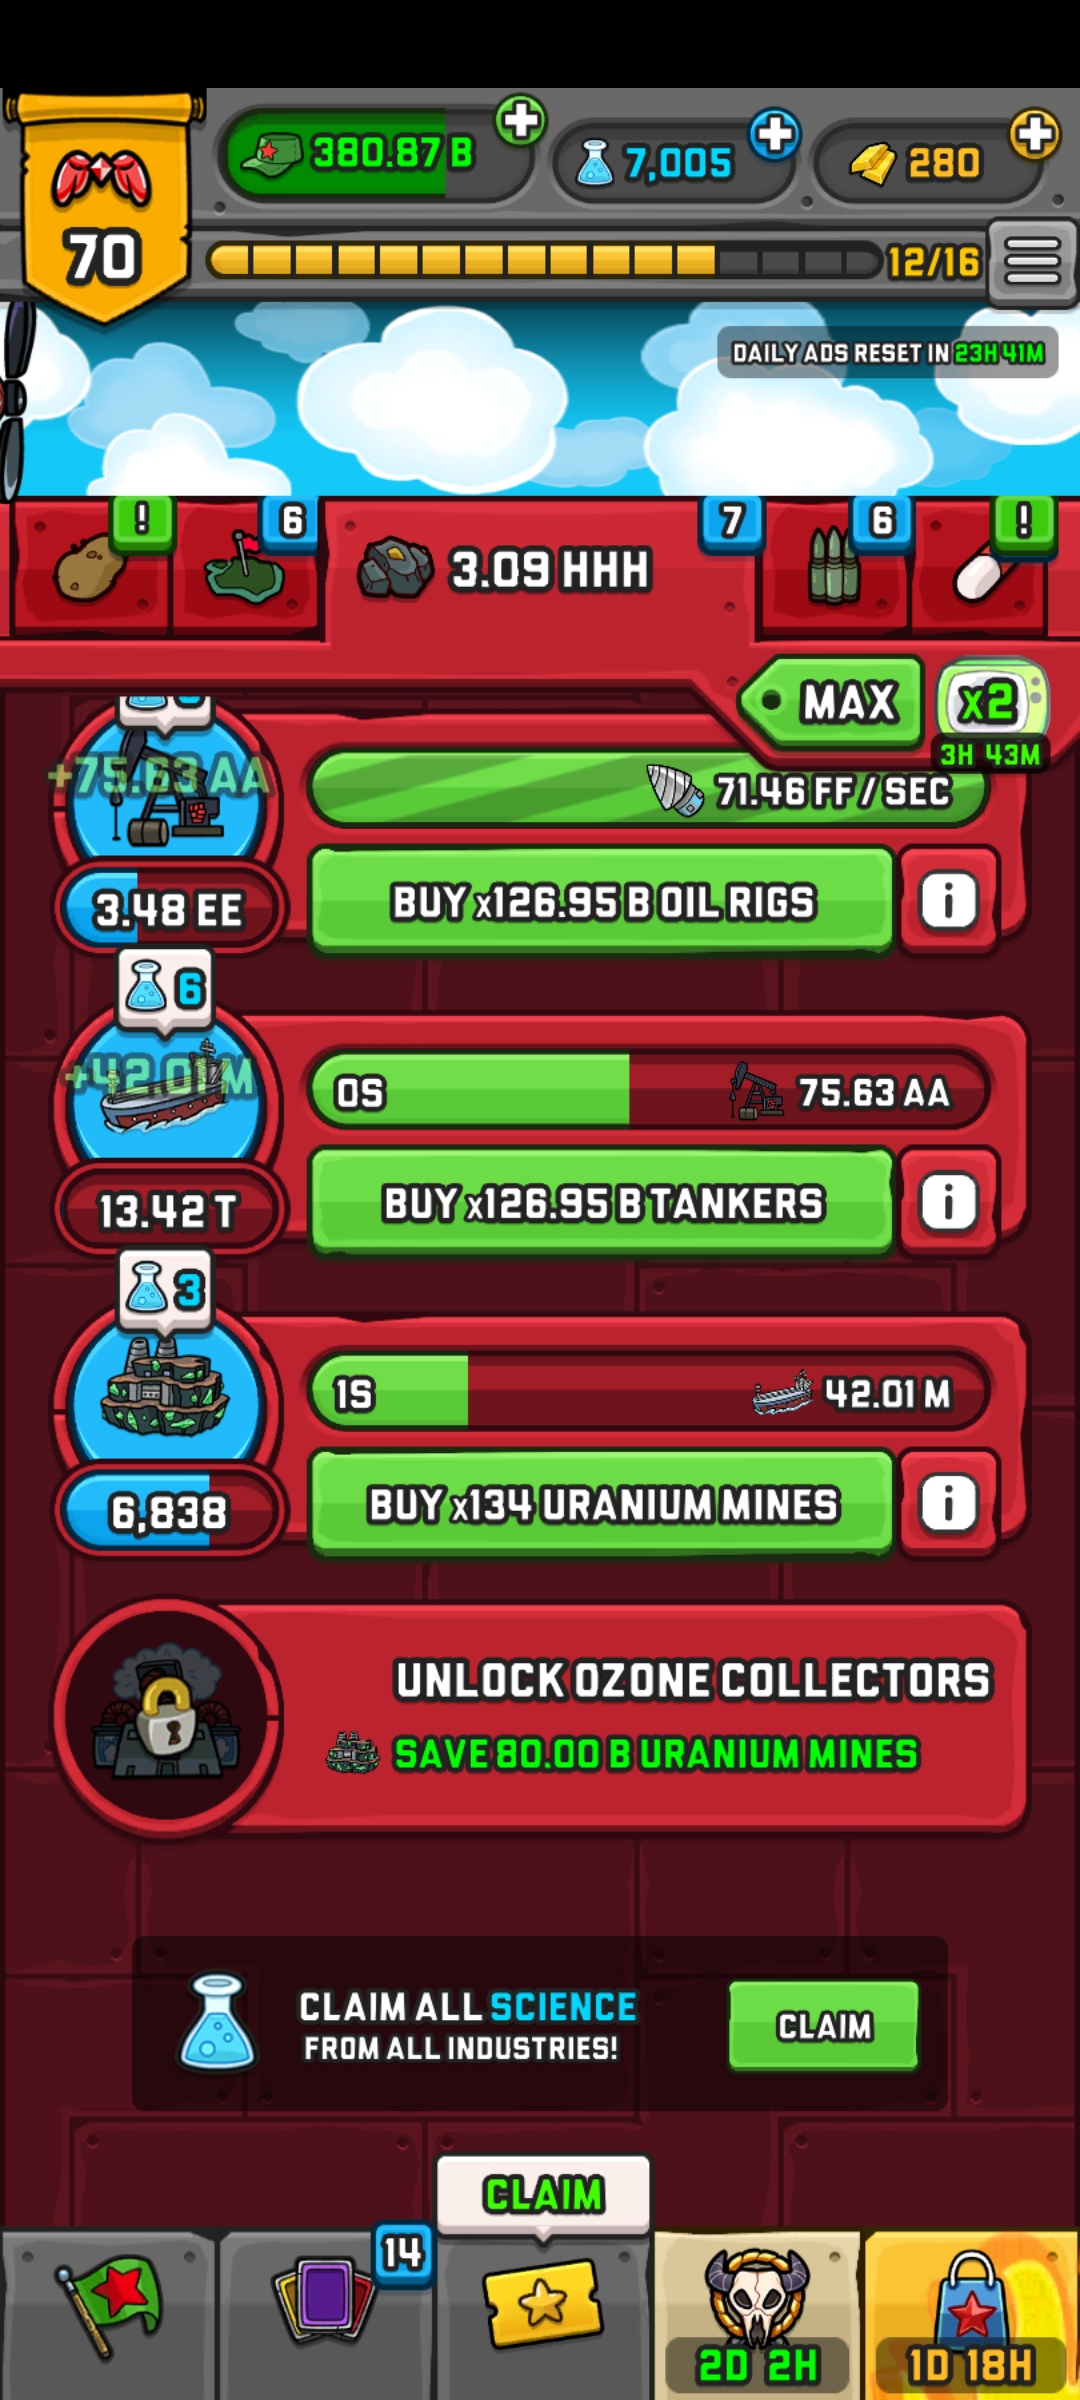 380.87 B
7,005
280
70
12/16
DAILY ADS RESET IN 23H 41M
!
6
3.09 HHH
7
6
!
MAX
x2
3H 43M
+75.63 AA
71.46 FF / SEC
3.48 EE
BUY x126.95 B OIL RIGS
i
6
+42.01 M
0S
75.63 AA
13.42 T
BUY x126.95 B TANKERS
i
3
1S
42.01 M
6,838
BUY x134 URANIUM MINES
i
UNLOCK OZONE COLLECTORS
SAVE 80.00 B URANIUM MINES
CLAIM ALL SCIENCE
FROM ALL INDUSTRIES!
CLAIM
CLAIM
14
2D 2H
1D 18H